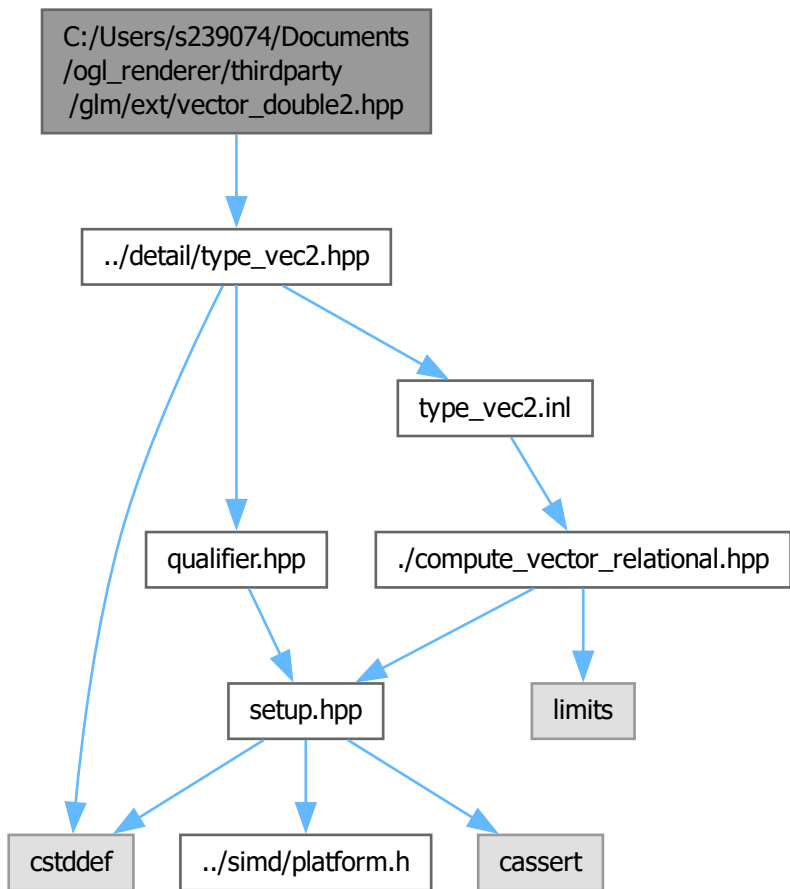 C:/Users/s239074/Documents
/ogl_renderer/thirdparty
/glm/ext/vector_double2.hpp
../detail/type_vec2.hpp
type_vec2.inl
qualifier.hpp
./compute_vector_relational.hpp
setup.hpp
limits
cstddef
../simd/platform.h
cassert